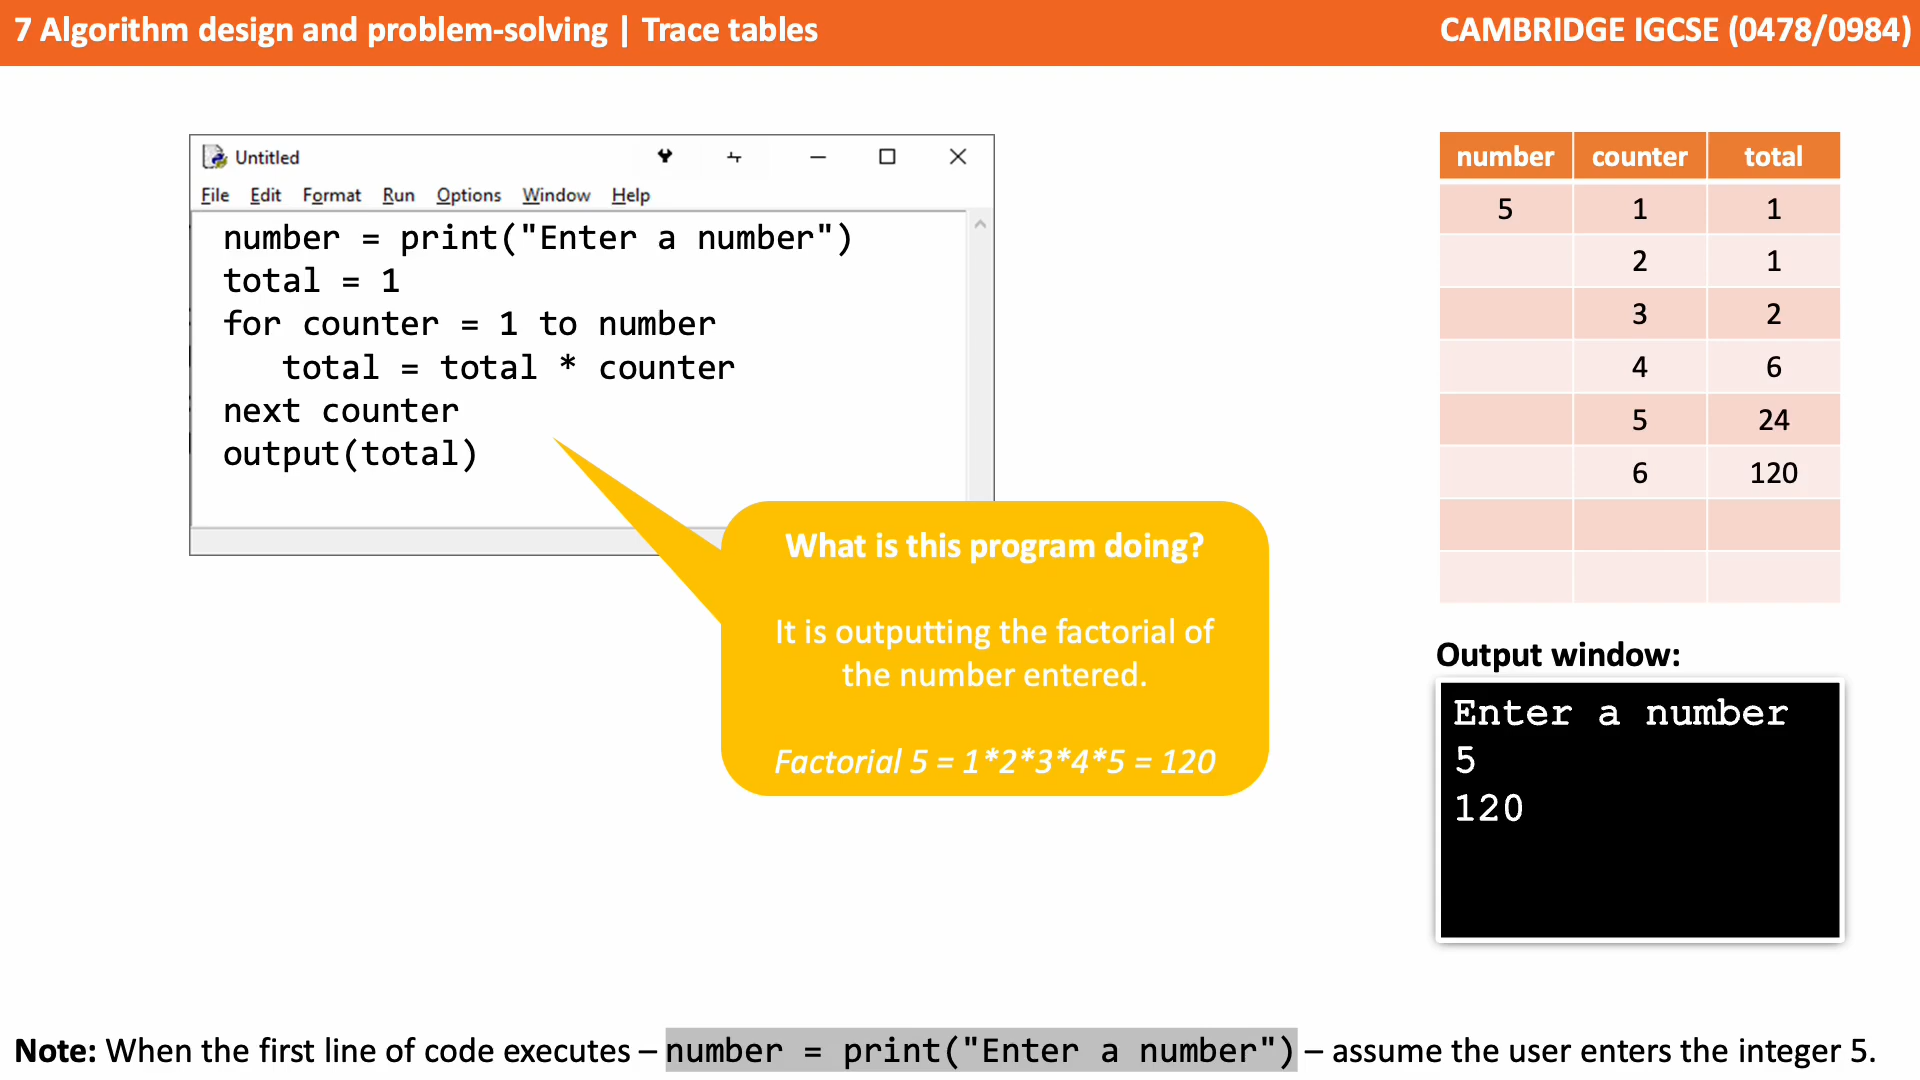 7 Algorithm design and problem-solving | Trace tables
CAMBRIDGE IGCSE (0478/0984)
Untitled
File Edit Format Run Options Window Help
number = print("Enter a number")
total = 1
for counter = 1 to number
total = total * counter
next counter
output(total)
What is this program doing?
It is outputting the factorial of
the number entered.
Factorial 5 = 1*2*3*4*5 = 120
number counter total
5 1 1
2 1
3 2
4 6
5 24
6 120
Output window:
Enter a number
5
120
Note: When the first line of code executes – number = print("Enter a number") – assume the user enters the integer 5.